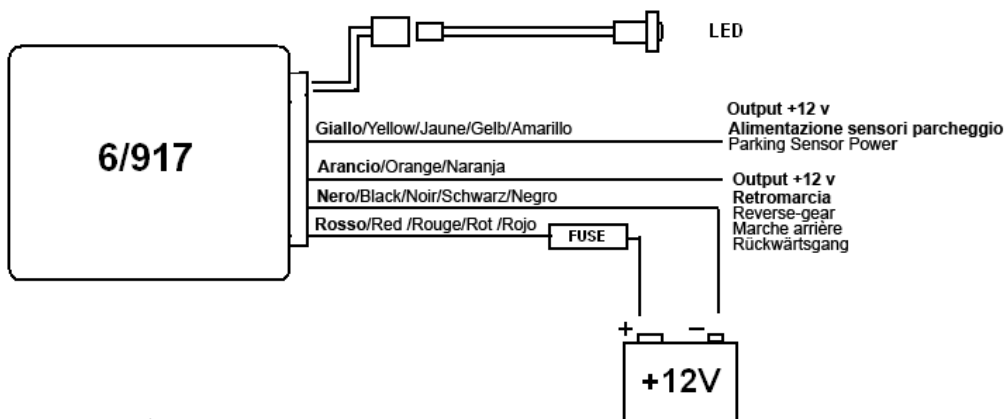 LED
Output +12 v
Giallo/Yellow/Jaune/Gelb/Amarillo
Alimentazione sensori parcheggio
Parking Sensor Power
6/917
Arancio/Orange/Naranja
Output +12 v
Nero/Black/Noir/Schwarz/Negro
Retromarcia
Reverse-gear
Marche arrière
Rückwärtsgang
Rosso/Red /Rouge/Rot /Rojo
FUSE
+ −
+12V